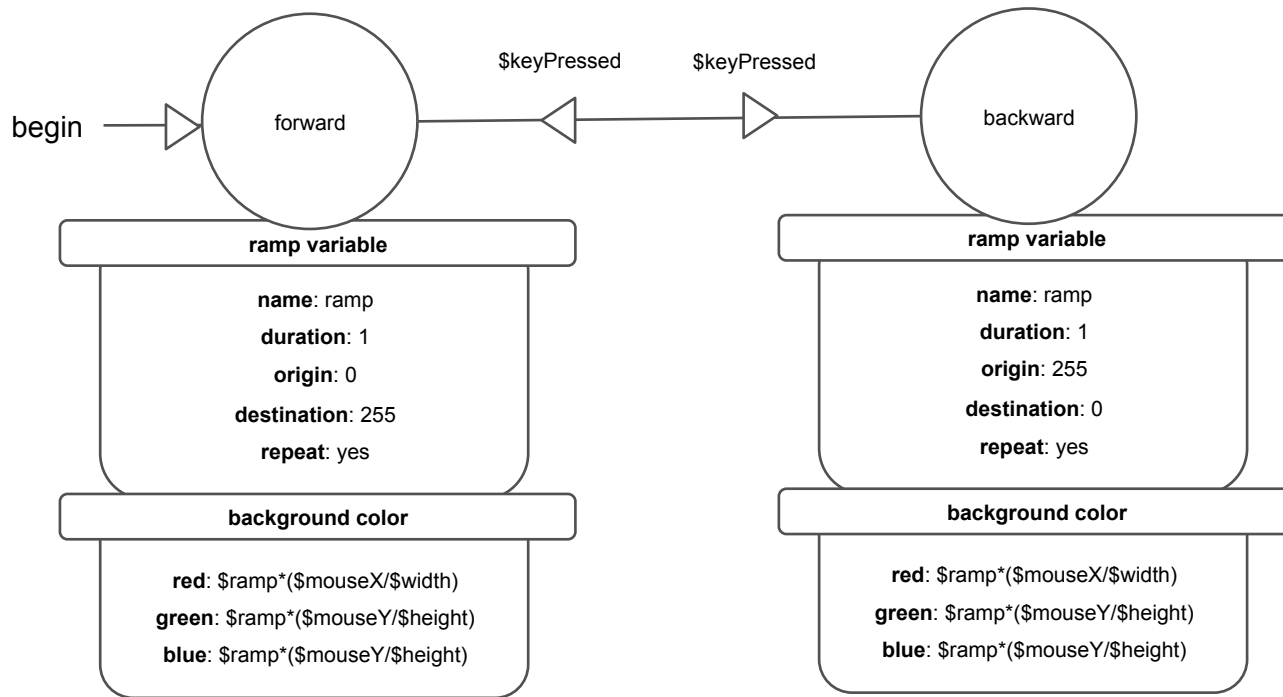 $keyPressed
$keyPressed
begin
forward
backward
ramp variable
name: ramp
duration: 1
origin: 0
destination: 255
repeat: yes
background color
red: $ramp*($mouseX/$width)
green: $ramp*($mouseY/$height)
blue: $ramp*($mouseY/$height)
ramp variable
name: ramp
duration: 1
origin: 255
destination: 0
repeat: yes
background color
red: $ramp*($mouseX/$width)
green: $ramp*($mouseY/$height)
blue: $ramp*($mouseY/$height)